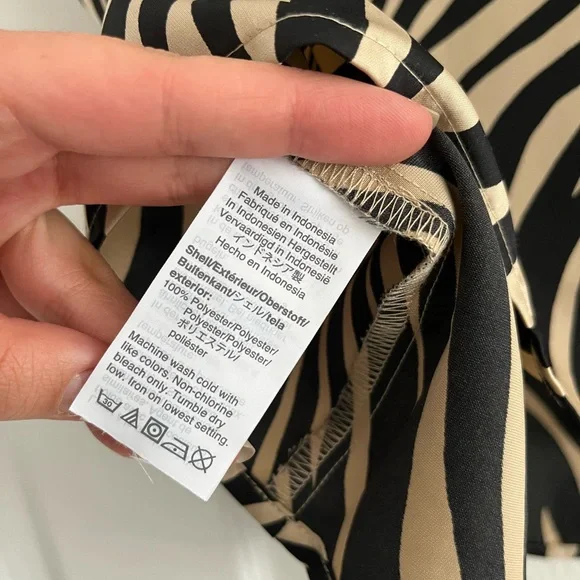 Made in Indonesia
Fabriqué en Indonésie
In Indonesien Hergestellt
Vervaardigd in Indonesië
インドネシア製
Hecho en Indonesia
Shell/Extérieur/Oberstoff/
Buitenkant/シェル/tela
exterior:
100% Polyester/Polyester/
Polyester/Polyester/
ポリエステル/
poliéster
Machine wash cold with
like colors. Non-chlorine
bleach only. Tumble dry
low. Iron on lowest setting.
30